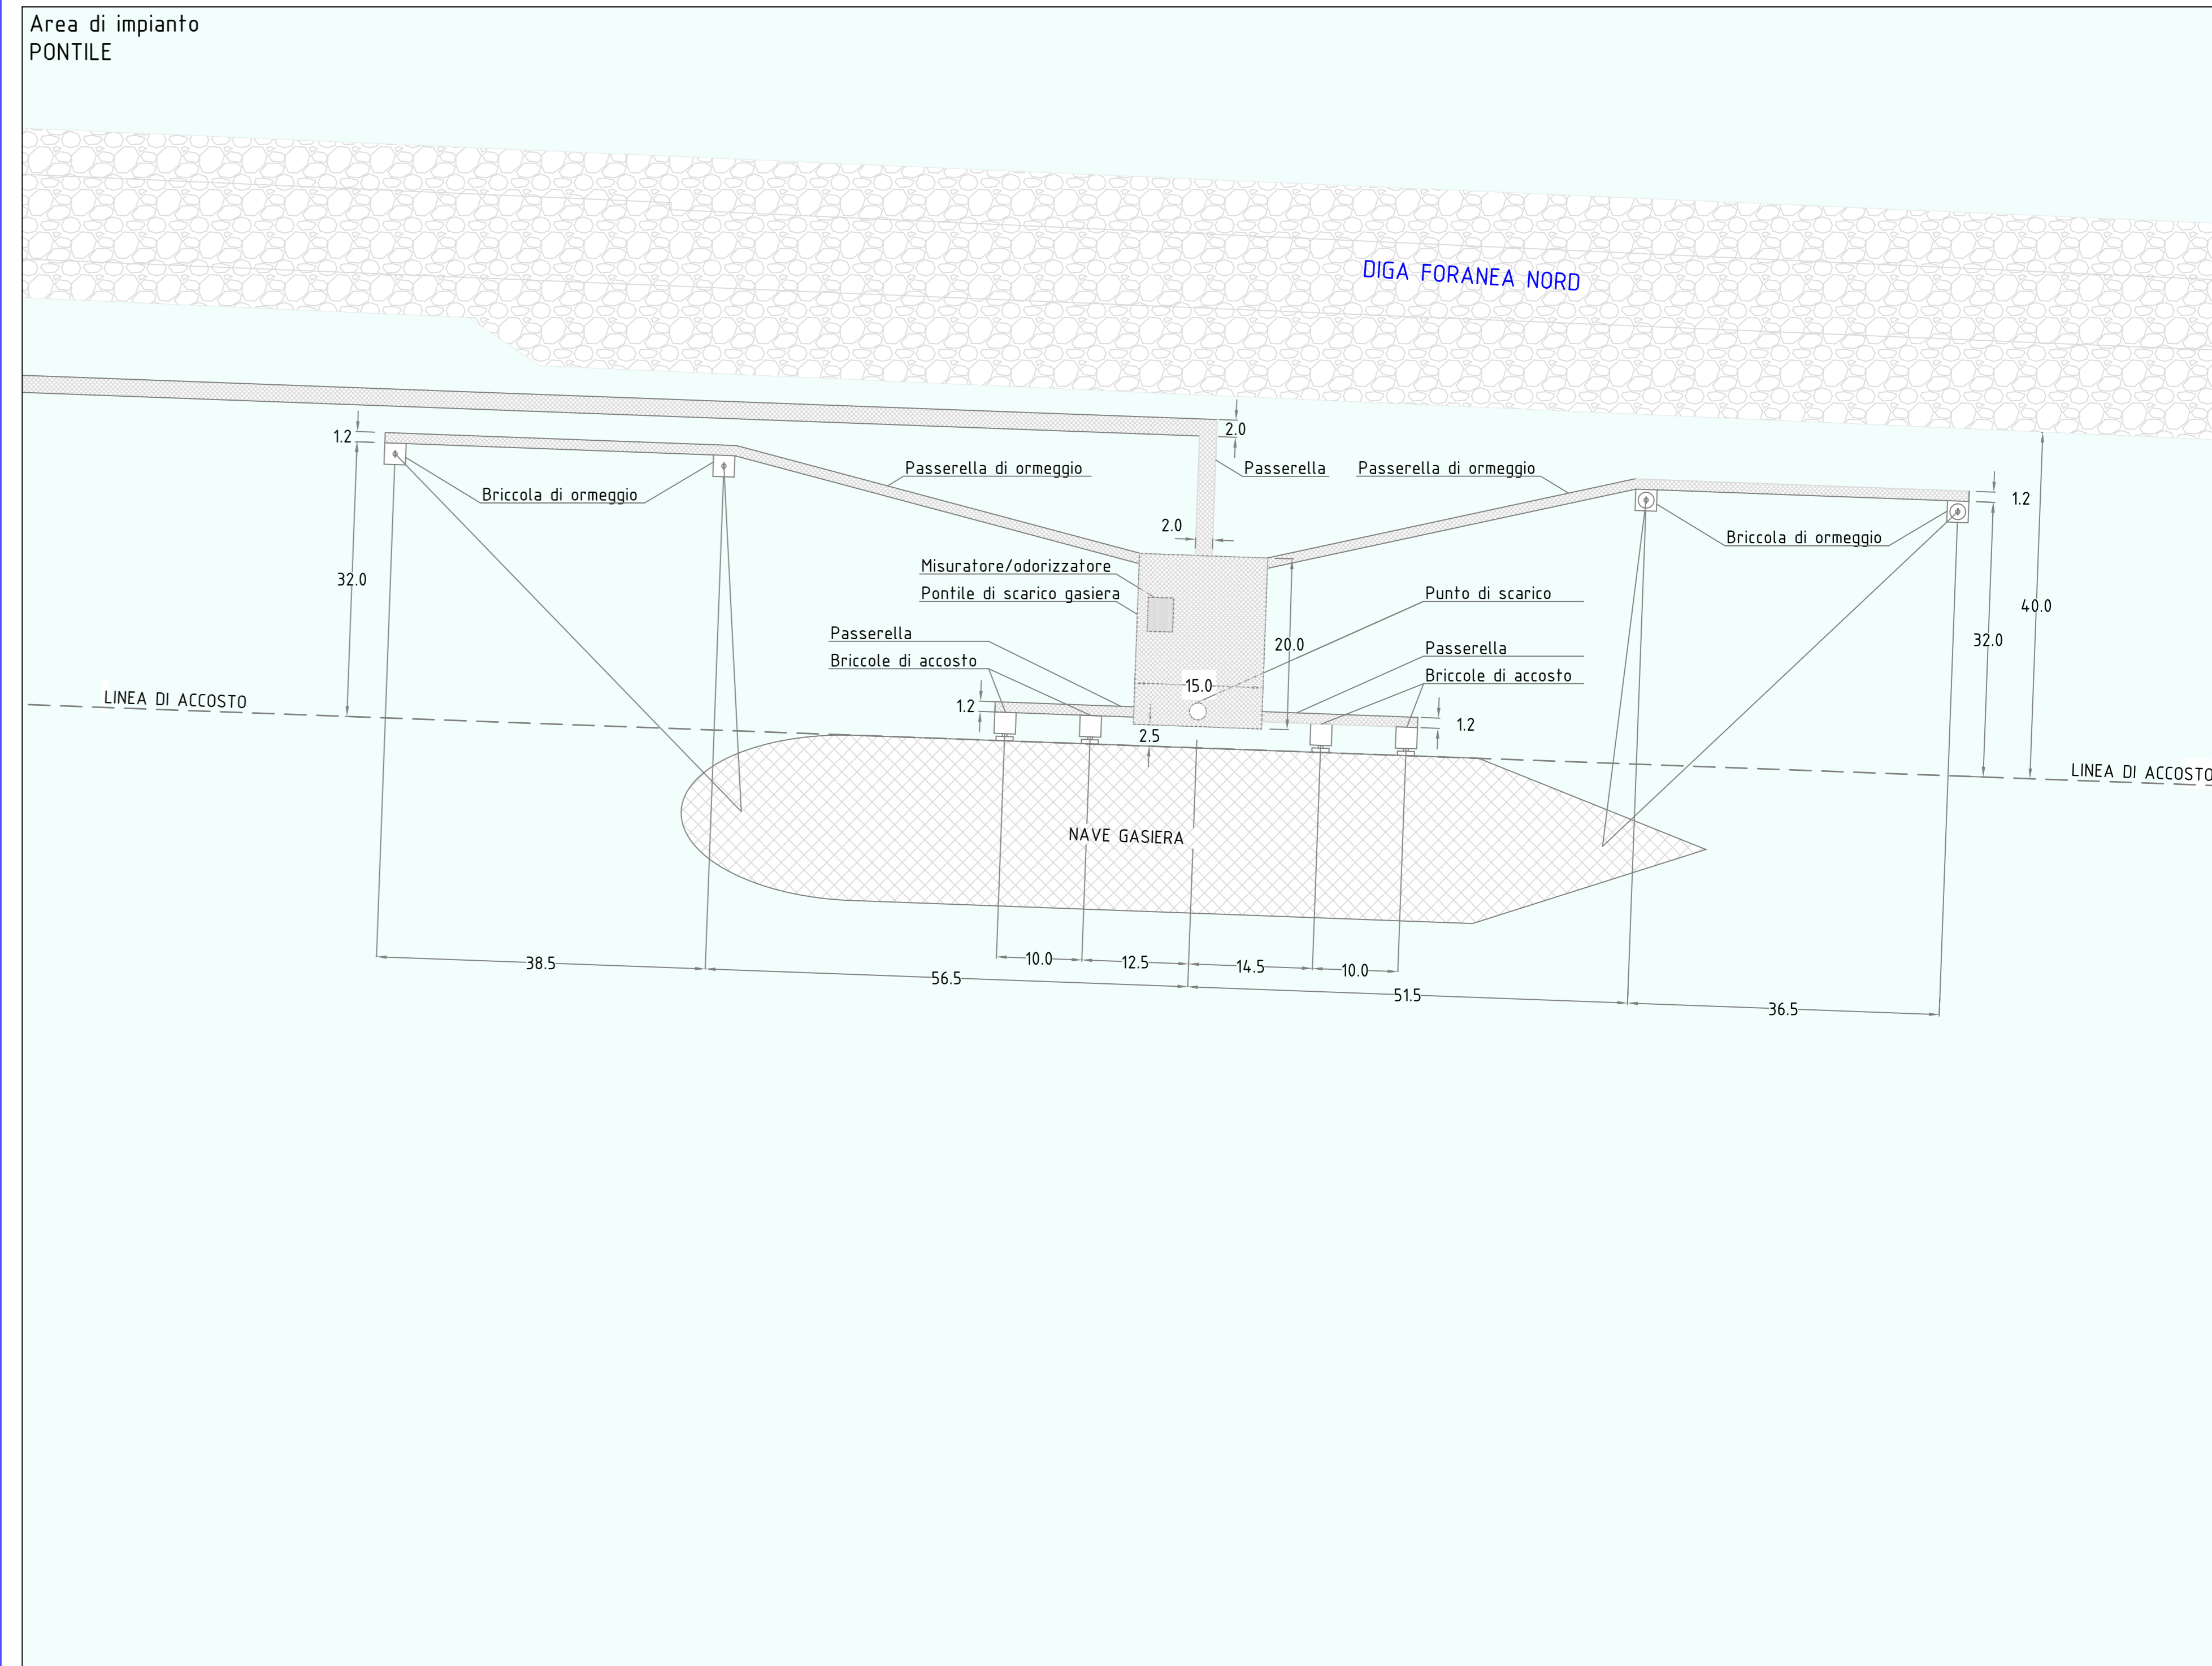 Area di impianto
PONTILE
DIGA FORANEA NORD
2.0
1.2
Passerella di ormeggio
Passerella
Passerella di ormeggio
Briccola di ormeggio
1.2
2.0
Briccola di ormeggio
Misuratore/odorizzatore
32.0
Pontile di scarico gasiera
Punto di scarico
40.0
Passerella
20.0
32.0
Passerella
Briccole di accosto
Briccole di accosto
15.0
LINEA DI ACCOSTO
1.2
1.2
2.5
LINEA DI ACCOSTO
NAVE GASIERA
38.5
10.0
12.5
14.5
10.0
56.5
51.5
36.5